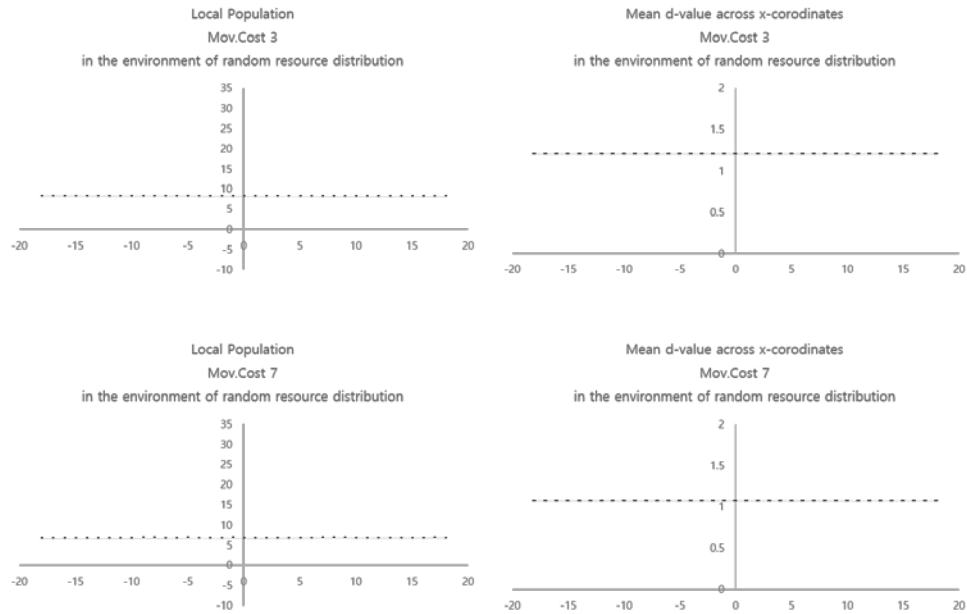 Local Population
Mov.Cost 3
in the environment of random resource distribution
35
30
25
20
15
10
5
0
-5
-10
-20 -15 -10 -5 0 5 10 15 20
Mean d-value across x-corodinates
Mov.Cost 3
in the environment of random resource distribution
2
1.5
1
0.5
0
-20 -15 -10 -5 0 5 10 15 20
Local Population
Mov.Cost 7
in the environment of random resource distribution
35
30
25
20
15
10
5
0
-5
-10
-20 -15 -10 -5 0 5 10 15 20
Mean d-value across x-corodinates
Mov.Cost 7
in the environment of random resource distribution
2
1.5
1
0.5
0
-20 -15 -10 -5 0 5 10 15 20